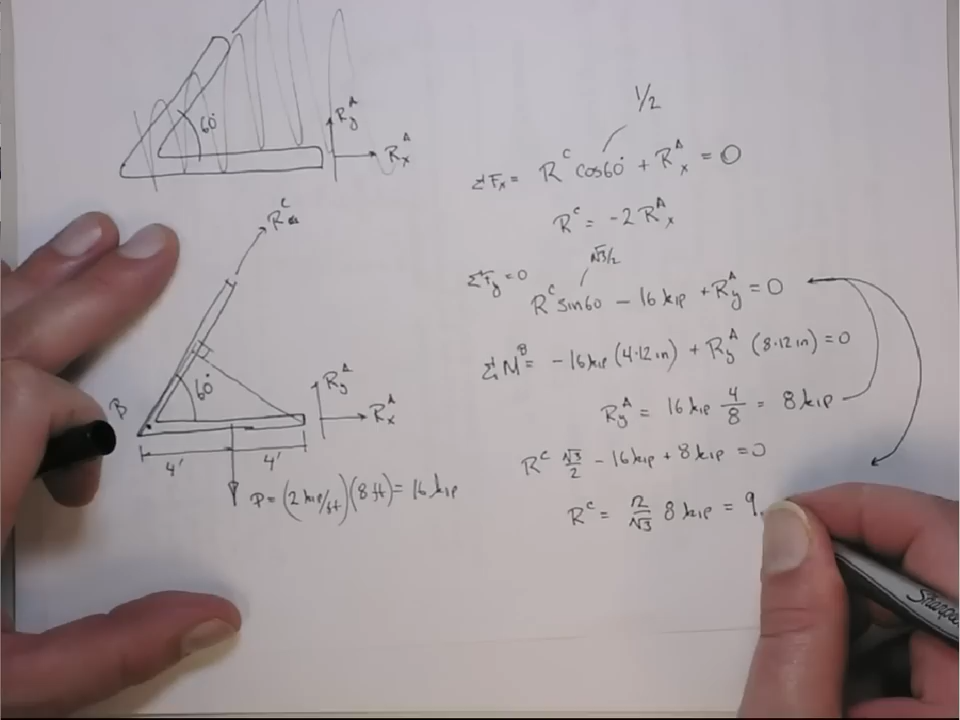 R_y^A
60°
R_x^A
1/2
ΣF_x = R^C cos60° + R_x^A = 0
R^C = -2 R_x^A
R^C
√3/2
ΣF_y = 0
R^C sin60 - 16 kip + R_y^A = 0
ΣM^B = -16 kip (4·12 in) + R_y^A (8·12 in) = 0
R_y^A = 16 kip 4/8 = 8 kip
B
60°
R_y^A
R_x^A
4' 4'
P = (2 kip/ft)(8 ft) = 16 kip
R^C √3/2 - 16 kip + 8 kip = 0
R^C = 2/√3 8 kip = 9.
Sharpie